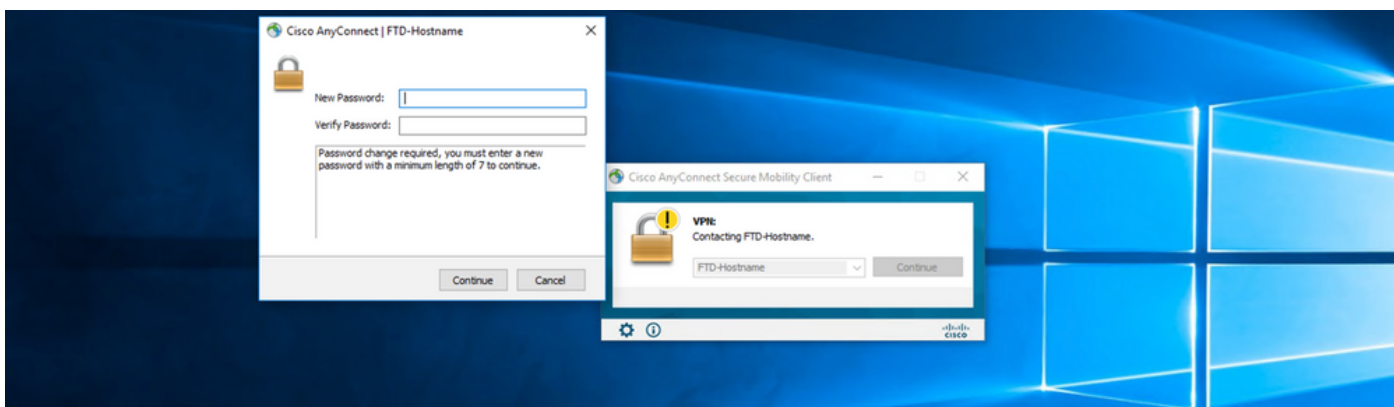 Cisco AnyConnect | FTD-Hostname
New Password:
Verify Password:
Password change required, you must enter a new
password with a minimum length of 7 to continue.
Continue Cancel
Cisco AnyConnect Secure Mobility Client
VPN:
Contacting FTD-Hostname.
FTD-Hostname Continue
CISCO